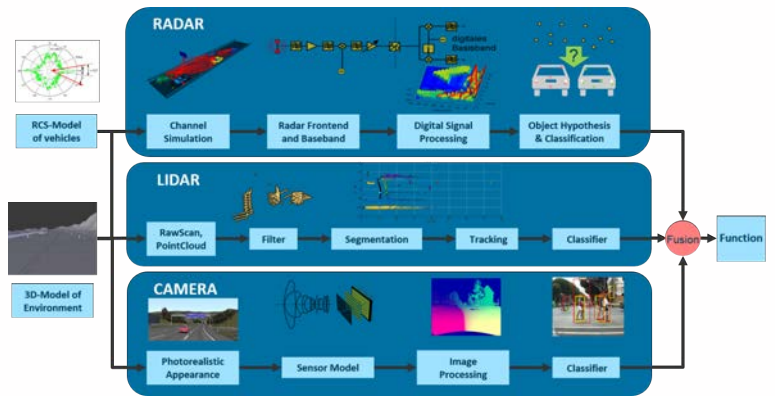 RADAR
digitales
Basisband
?
RCS-Model
of vehicles
Channel
Simulation
Radar Frontend
and Baseband
Digital Signal
Processing
Object Hypothesis
& Classification
LIDAR
RawScan,
PointCloud
Filter
Segmentation
Tracking
Classifier
Fusion
Function
3D-Model of
Environment
CAMERA
Photorealistic
Appearance
Sensor Model
Image
Processing
Classifier